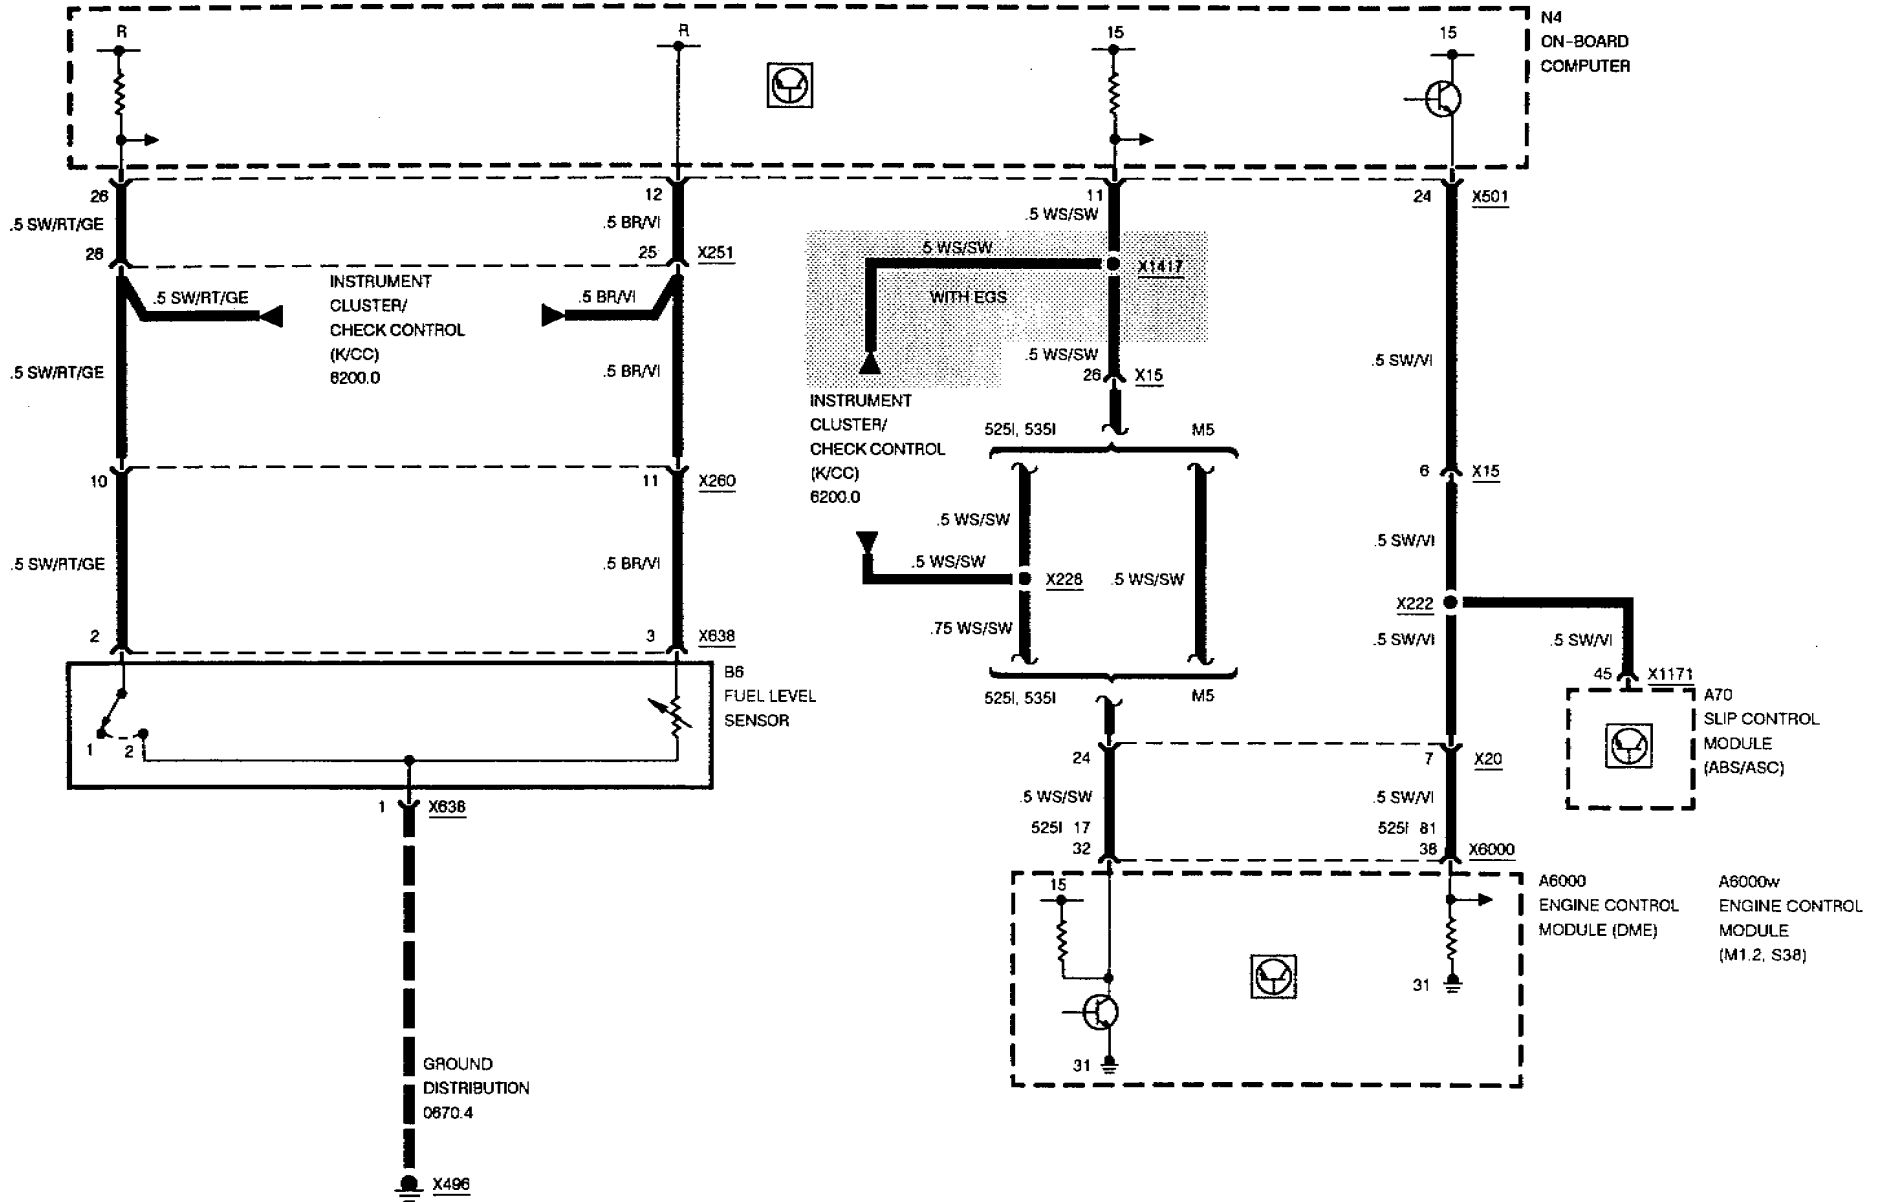 R
R
15
15
N4
ON-BOARD
COMPUTER
26
12
11
24
X501
.5 SW/RT/GE
.5 BR/VI
.5 WS/SW
28
25
X251
.5 WS/SW
X1417
INSTRUMENT
CLUSTER/
CHECK CONTROL
(K/CC)
6200.0
.5 SW/RT/GE
.5 BR/VI
WITH EGS
.5 SW/RT/GE
.5 BR/VI
.5 WS/SW
.5 SW/VI
26
X15
INSTRUMENT
CLUSTER/
CHECK CONTROL
(K/CC)
6200.0
525I, 535I
M5
10
11
X260
6
X15
.5 WS/SW
.5 SW/VI
.5 SW/RT/GE
.5 BR/VI
.5 WS/SW
X228
.5 WS/SW
X222
.75 WS/SW
.5 SW/VI
.5 SW/VI
2
3
X638
45
X1171
B6
FUEL LEVEL
SENSOR
525I, 535I
M5
A70
SLIP CONTROL
MODULE
(ABS/ASC)
1
2
24
7
X20
1
X638
.5 WS/SW
.5 SW/VI
525I 17
525I 81
32
38
X6000
15
A6000
ENGINE CONTROL
MODULE (DME)
A6000w
ENGINE CONTROL
MODULE
(M1.2, S38)
31
31
GROUND
DISTRIBUTION
0670.4
X496